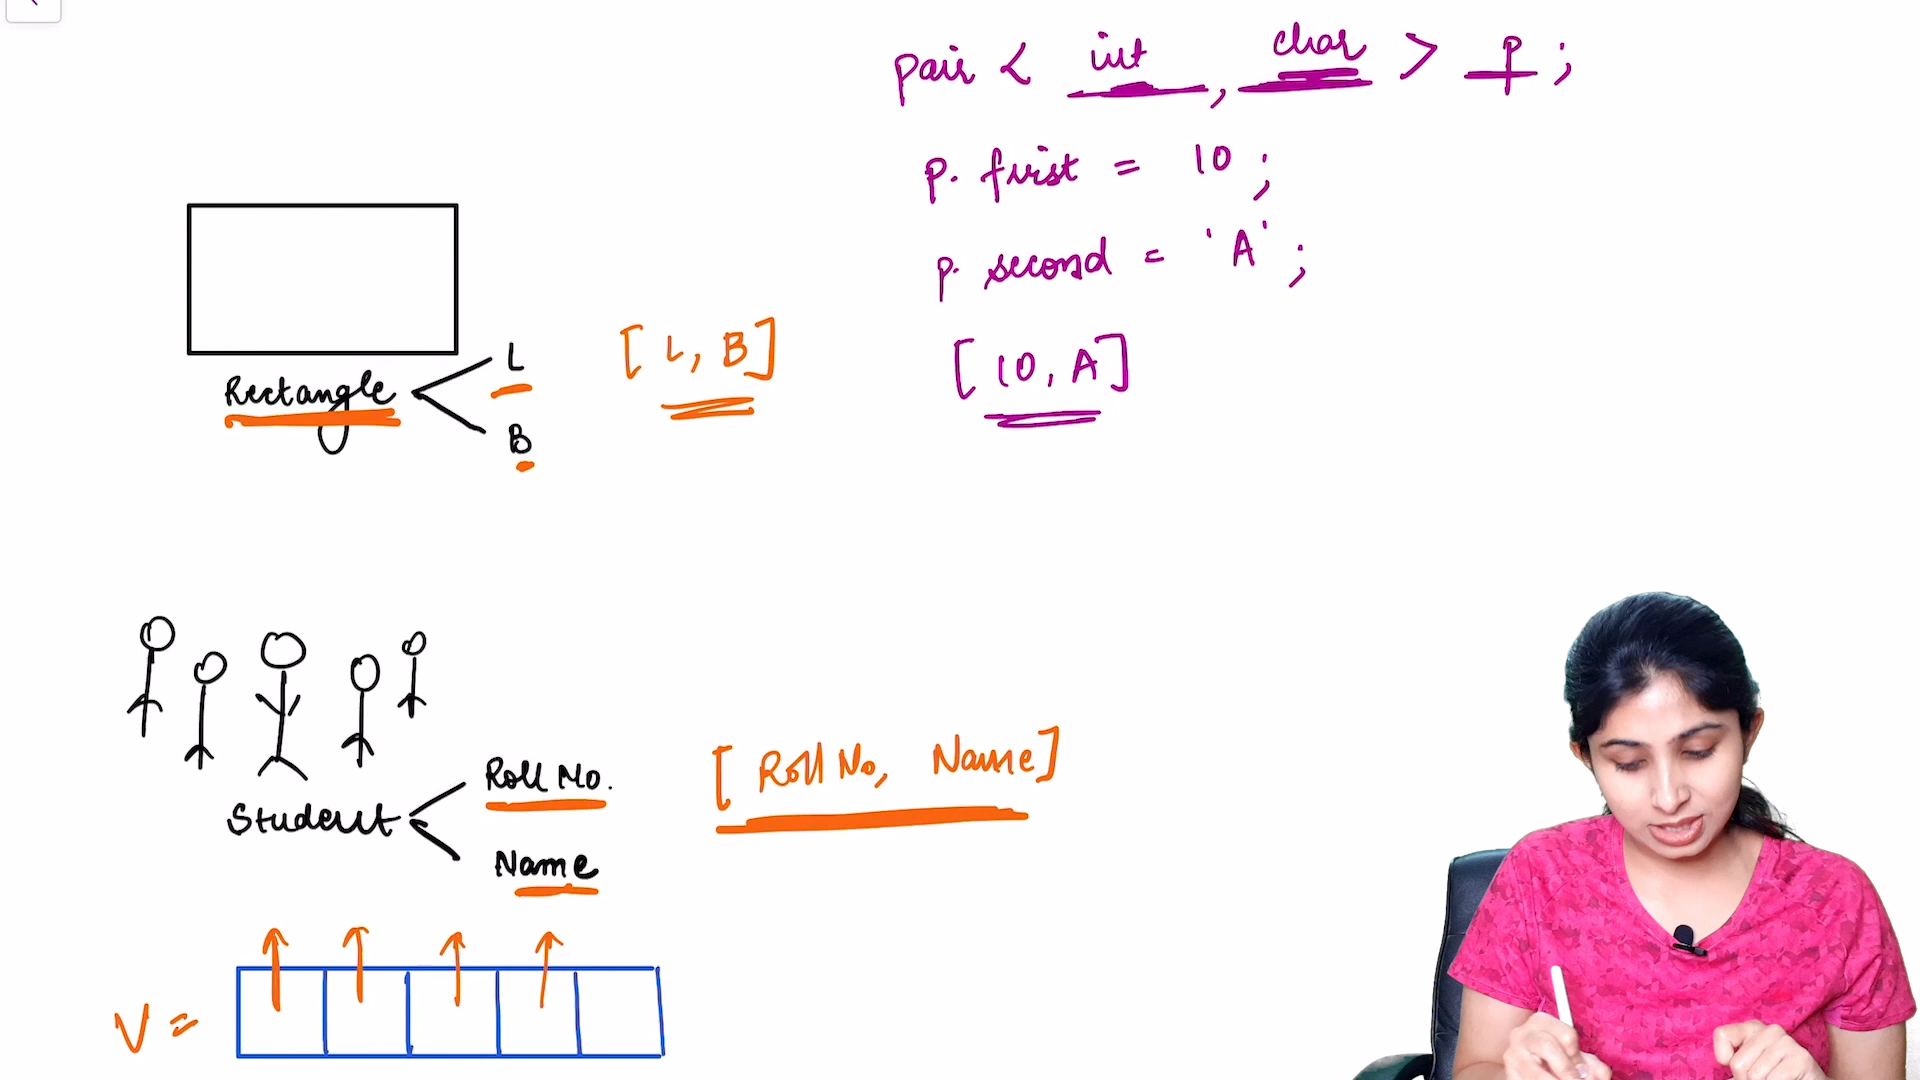 pair < int, char > p ;
p. first = 10 ;
p. second = 'A' ;
[ 10, A ]
L
[ L, B ]
Rectangle
B
Roll No.
[ Roll No, Name ]
Student
Name
V =